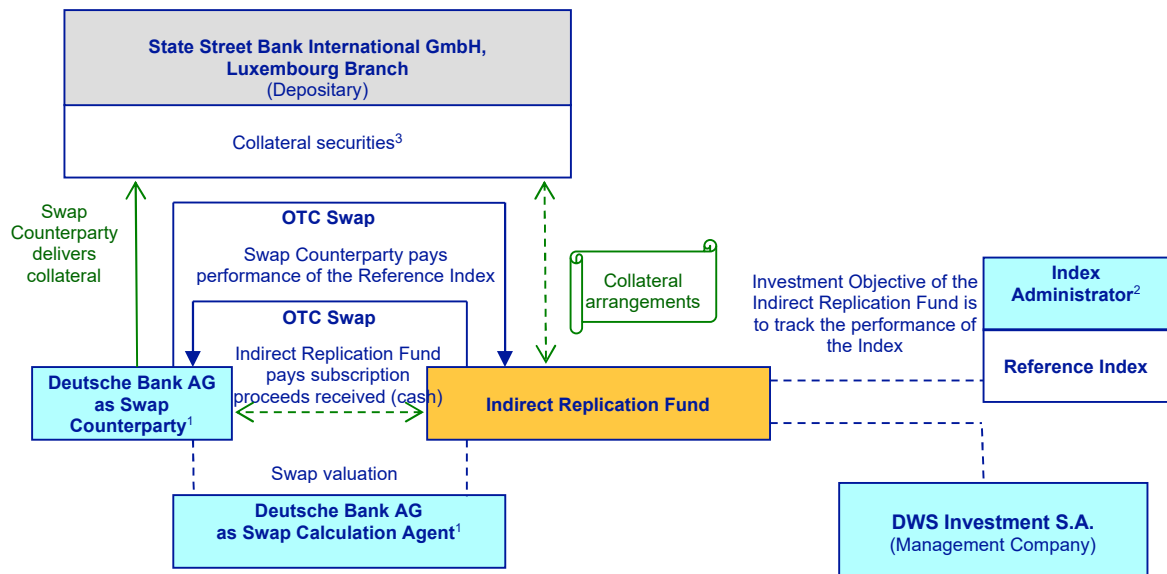 State Street Bank International GmbH,
Luxembourg Branch
(Depositary)
Collateral securities³
Swap
Counterparty
delivers
collateral
OTC Swap
Swap Counterparty pays
performance of the Reference Index
OTC Swap
Indirect Replication Fund
pays subscription
proceeds received (cash)
Collateral
arrangements
Investment Objective of the
Indirect Replication Fund is
to track the performance of
the Index
Index
Administrator²
Reference Index
Deutsche Bank AG
as Swap
Counterparty¹
Indirect Replication Fund
Swap valuation
Deutsche Bank AG
as Swap Calculation Agent¹
DWS Investment S.A.
(Management Company)